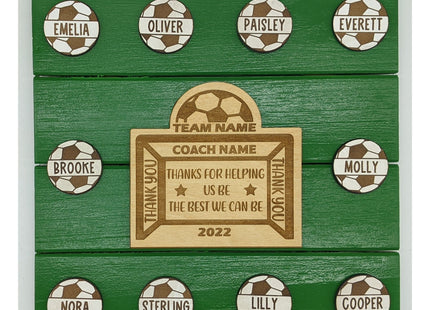 EMELIA
OLIVER
PAISLEY
EVERETT
TEAM NAME
COACH NAME
THANK YOU
THANKS FOR HELPING
US BE
THE BEST WE CAN BE
THANK YOU
2022
BROOKE
MOLLY
NORA
STERLING
LILLY
COOPER